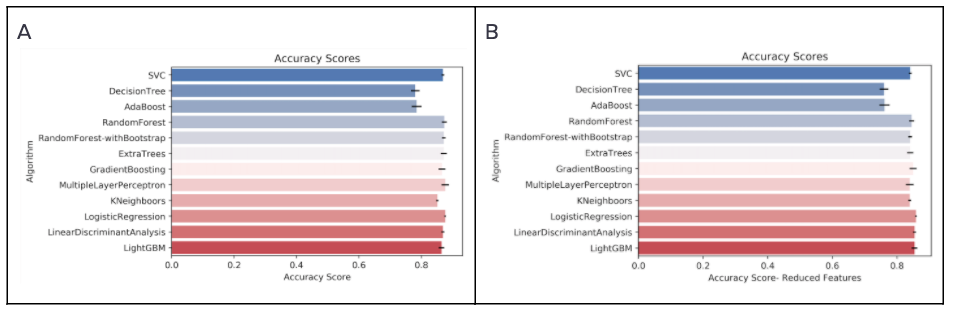 A
Accuracy Scores
Algorithm
SVC
DecisionTree
AdaBoost
RandomForest
RandomForest-withBootstrap
ExtraTrees
GradientBoosting
MultipleLayerPerceptron
KNeighboors
LogisticRegression
LinearDiscriminantAnalysis
LightGBM
0.0 0.2 0.4 0.6 0.8
Accuracy Score
B
Accuracy Scores
Algorithm
SVC
DecisionTree
AdaBoost
RandomForest
RandomForest-withBootstrap
ExtraTrees
GradientBoosting
MultipleLayerPerceptron
KNeighboors
LogisticRegression
LinearDiscriminantAnalysis
LightGBM
0.0 0.2 0.4 0.6 0.8
Accuracy Score- Reduced Features